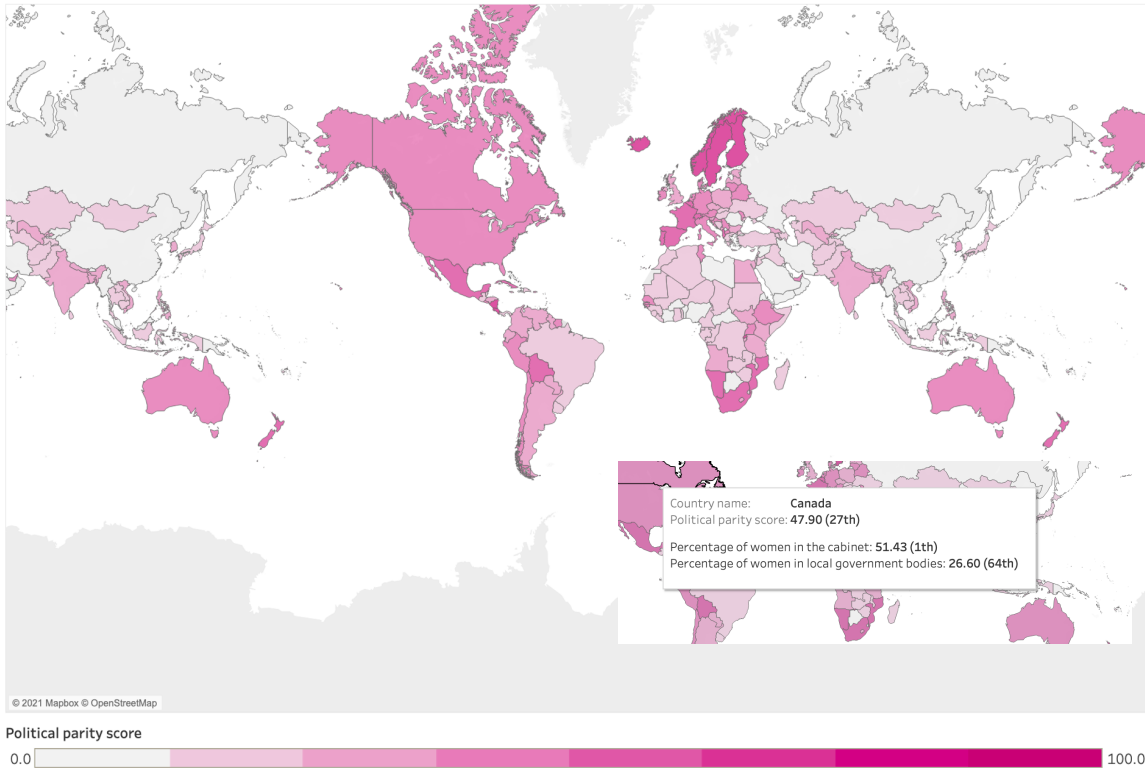 Country name: Canada
Political parity score: 47.90 (27th)
Percentage of women in the cabinet: 51.43 (1th)
Percentage of women in local government bodies: 26.60 (64th)
© 2021 Mapbox © OpenStreetMap
Political parity score
0.0 100.0